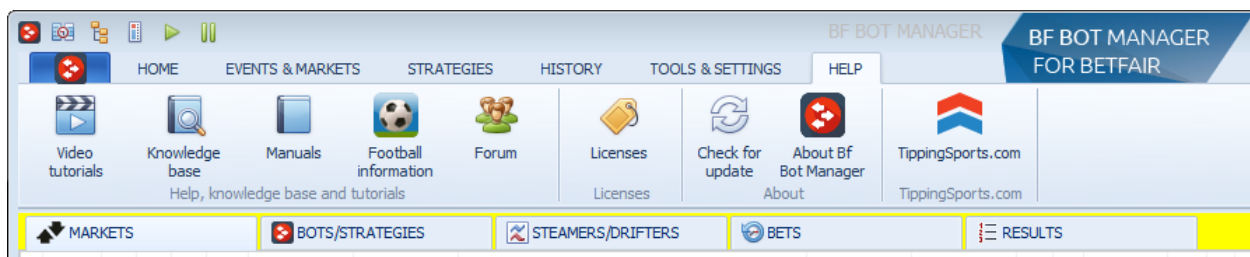 BF BOT MANAGER
BF BOT MANAGER
FOR BETFAIR
HOME EVENTS & MARKETS STRATEGIES HISTORY TOOLS & SETTINGS HELP
Video tutorials
Knowledge base
Manuals
Football information
Forum
Licenses
Check for update
About Bf Bot Manager
TippingSports.com
Help, knowledge base and tutorials
Licenses
About
TippingSports.com
MARKETS BOTS/STRATEGIES STEAMERS/DRIFTERS BETS RESULTS